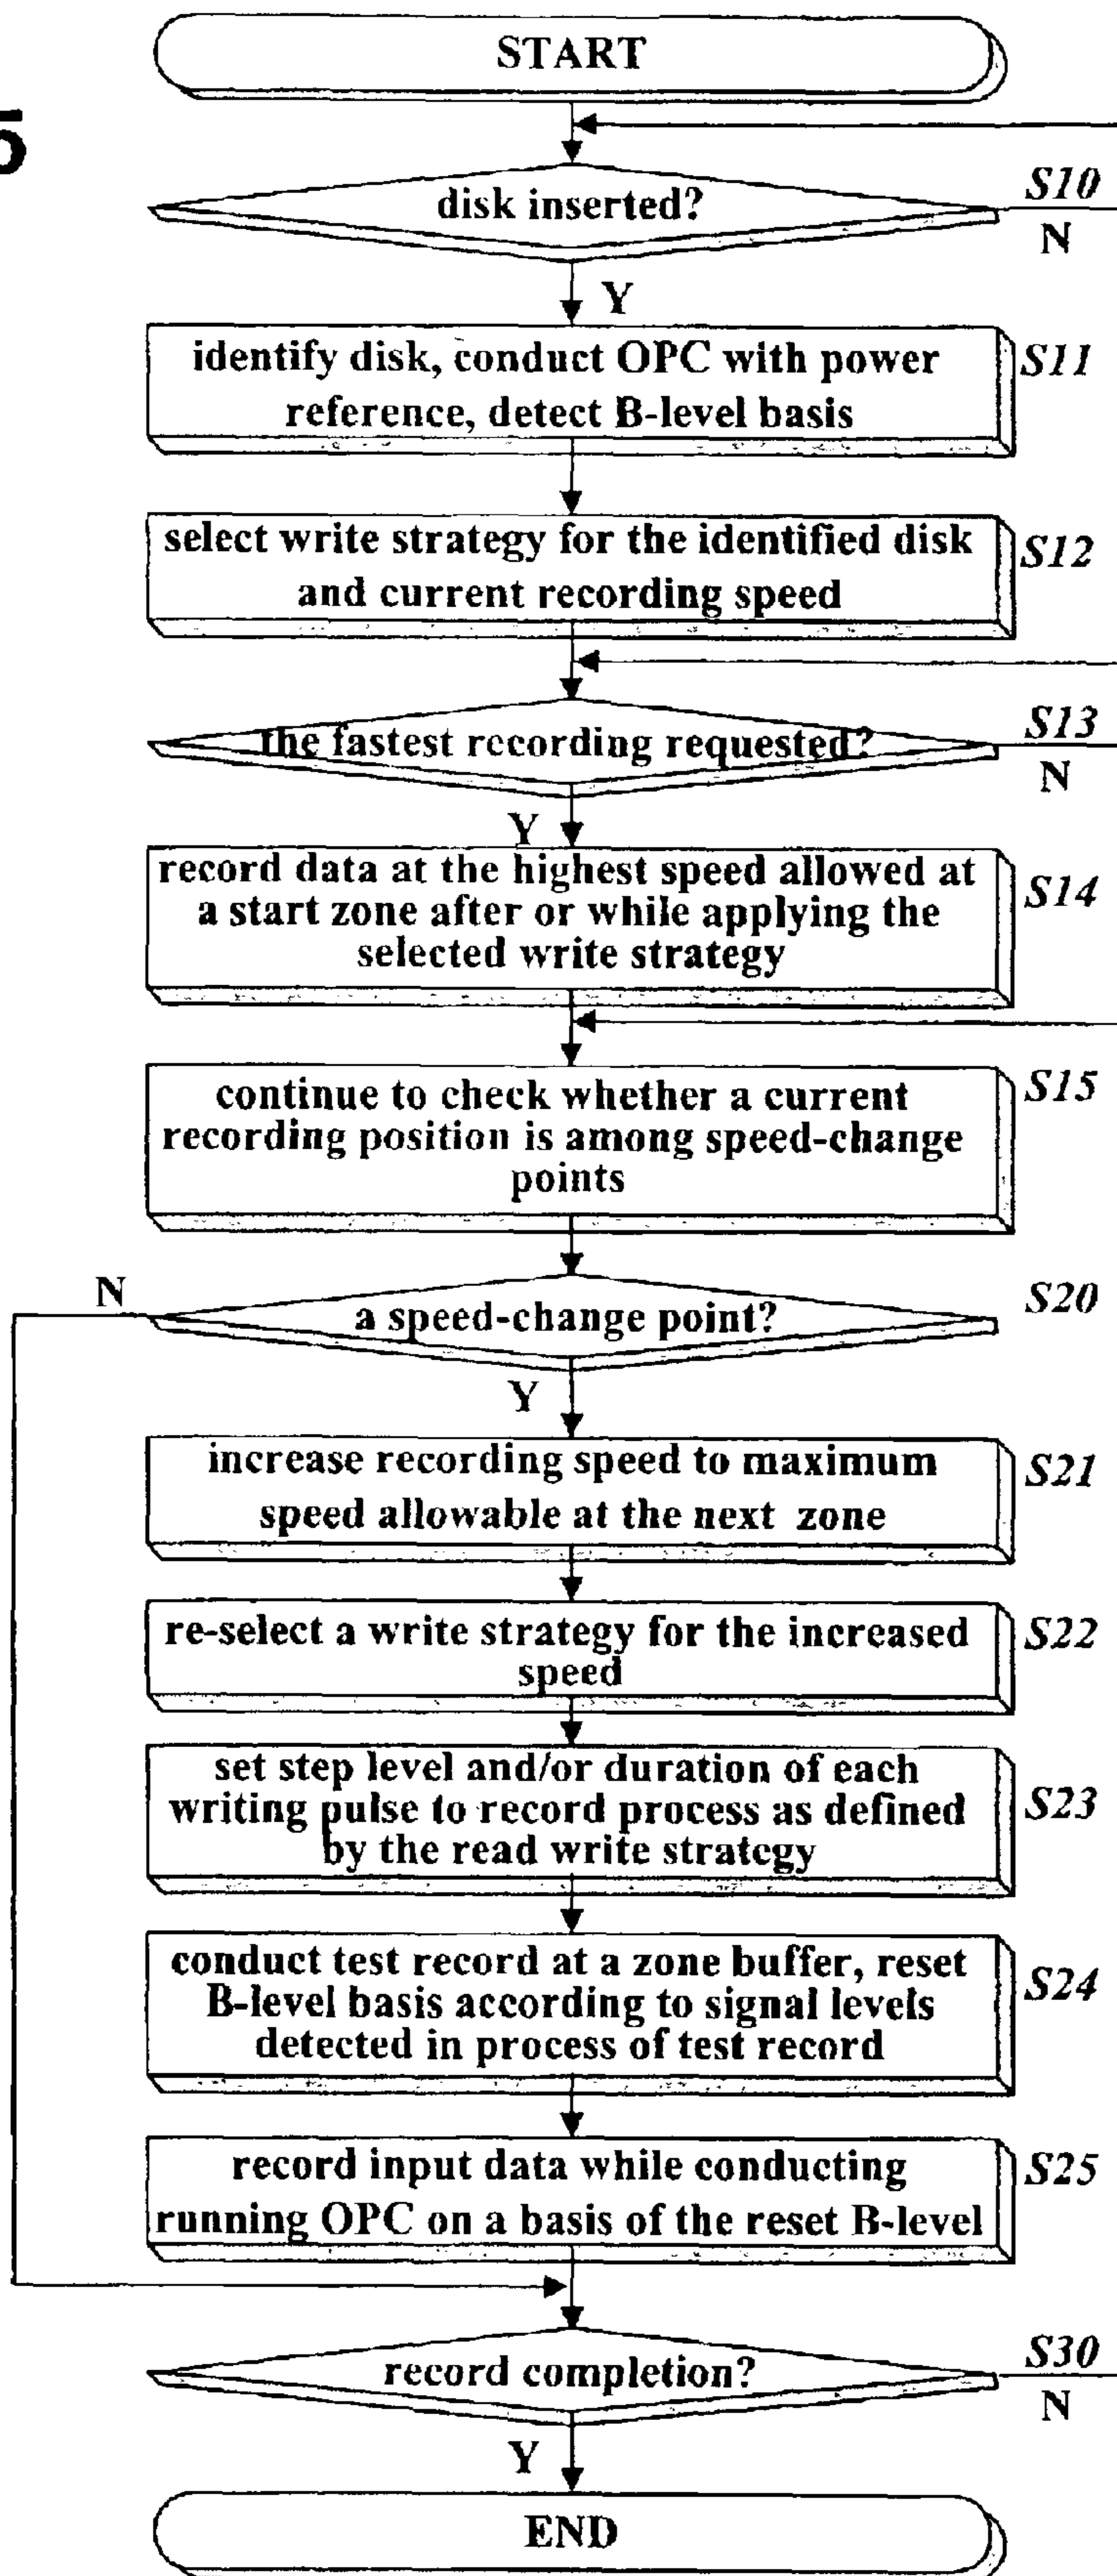 START
disk inserted?
S10
N
Y
identify disk, conduct OPC with power
reference, detect B-level basis
S11
select write strategy for the identified disk
and current recording speed
S12
the fastest recording requested?
S13
N
Y
record data at the highest speed allowed at
a start zone after or while applying the
selected write strategy
S14
continue to check whether a current
recording position is among speed-change
points
S15
N
a speed-change point?
S20
Y
increase recording speed to maximum
speed allowable at the next zone
S21
re-select a write strategy for the increased
speed
S22
set step level and/or duration of each
writing pulse to record process as defined
by the read write strategy
S23
conduct test record at a zone buffer, reset
B-level basis according to signal levels
detected in process of test record
S24
record input data while conducting
running OPC on a basis of the reset B-level
S25
record completion?
S30
N
Y
END